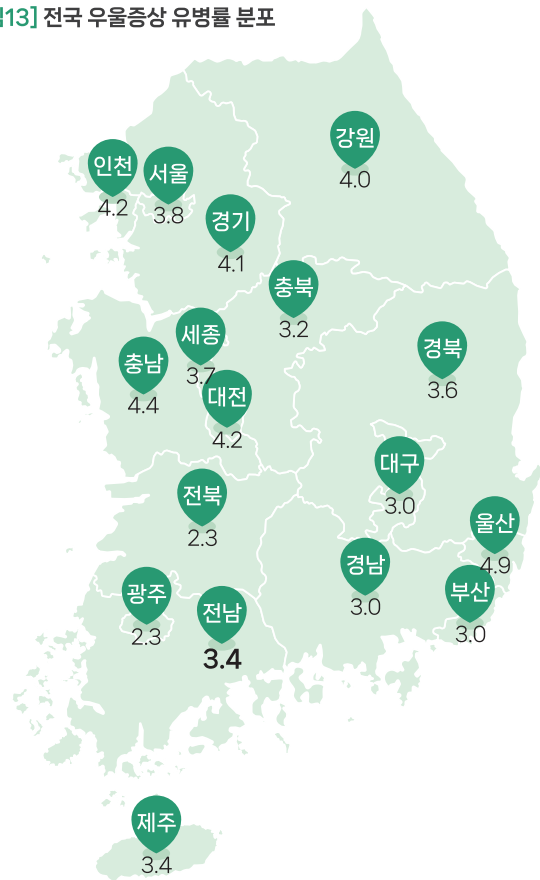 13] 전국 우울증상 유병률 분포
강원
4.0
인천
4.2
서울
3.8
경기
4.1
충북
3.2
세종
3.7
경북
3.6
충남
4.4
대전
4.2
대구
3.0
전북
2.3
울산
4.9
경남
3.0
부산
3.0
광주
2.3
전남
3.4
제주
3.4